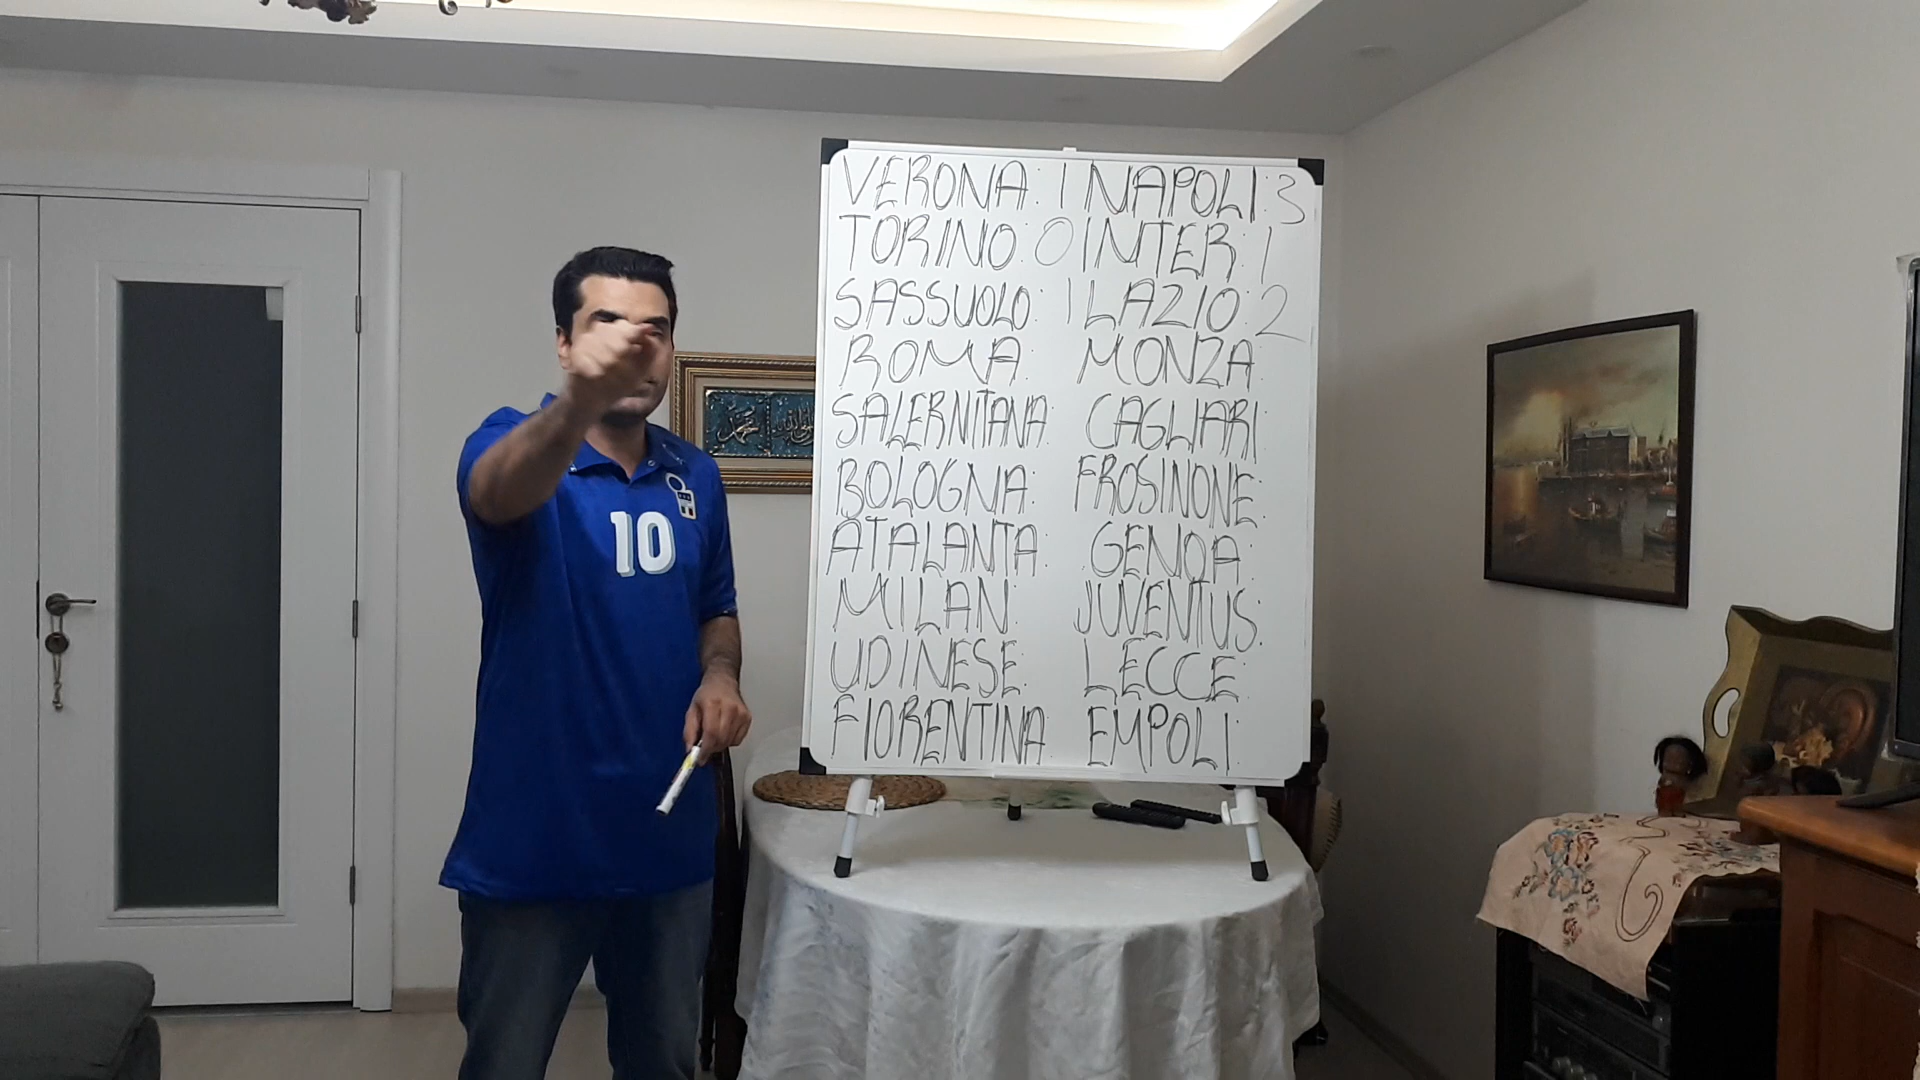 VERONA: 1 NAPOLI: 3
TORINO: 0 INTER: 1
SASSUOLO: 1 LAZIO: 2
ROMA: MONZA:
SALERNITANA: CAGLIARI:
BOLOGNA: FROSINONE:
ATALANTA: GENOA:
MILAN: JUVENTUS:
UDINESE: LECCE:
FIORENTINA: EMPOLI:
10